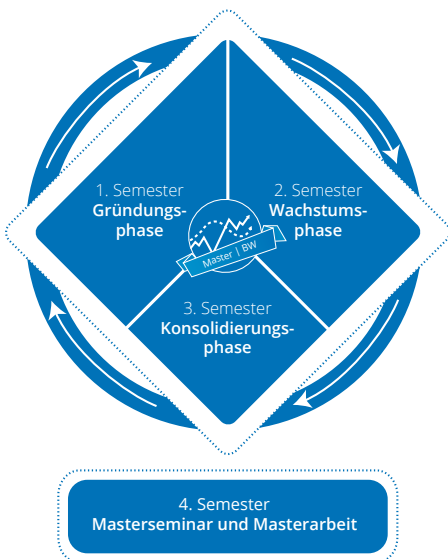 1. Semester
Gründungs-
phase
2. Semester
Wachstums-
phase
Master | BW
3. Semester
Konsolidierungs-
phase
4. Semester
Masterseminar und Masterarbeit